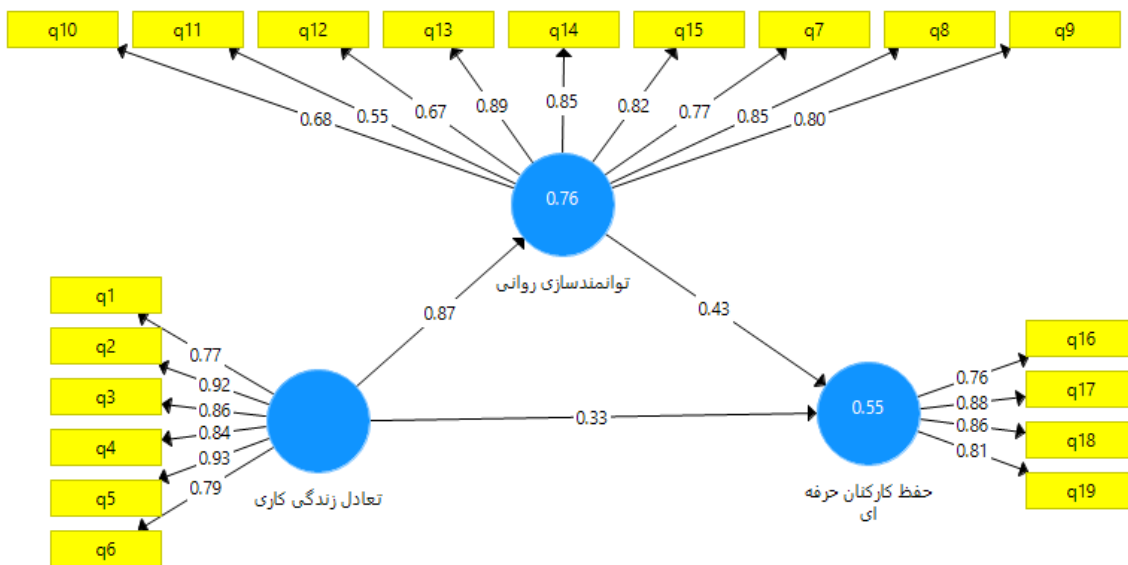 q10 q11 q12 q13 q14 q15 q7 q8 q9
0.68 0.55 0.67 0.89 0.85 0.82 0.77 0.85 0.80
0.76
توانمندسازی روانی
q1
q2
q3
q4
q5
q6
0.77
0.92
0.86
0.84
0.93
0.79
تعادل زندگی کاری
0.87
0.43
0.33
0.55
حفظ کارکنان حرفه
ای
0.76
0.88
0.86
0.81
q16
q17
q18
q19